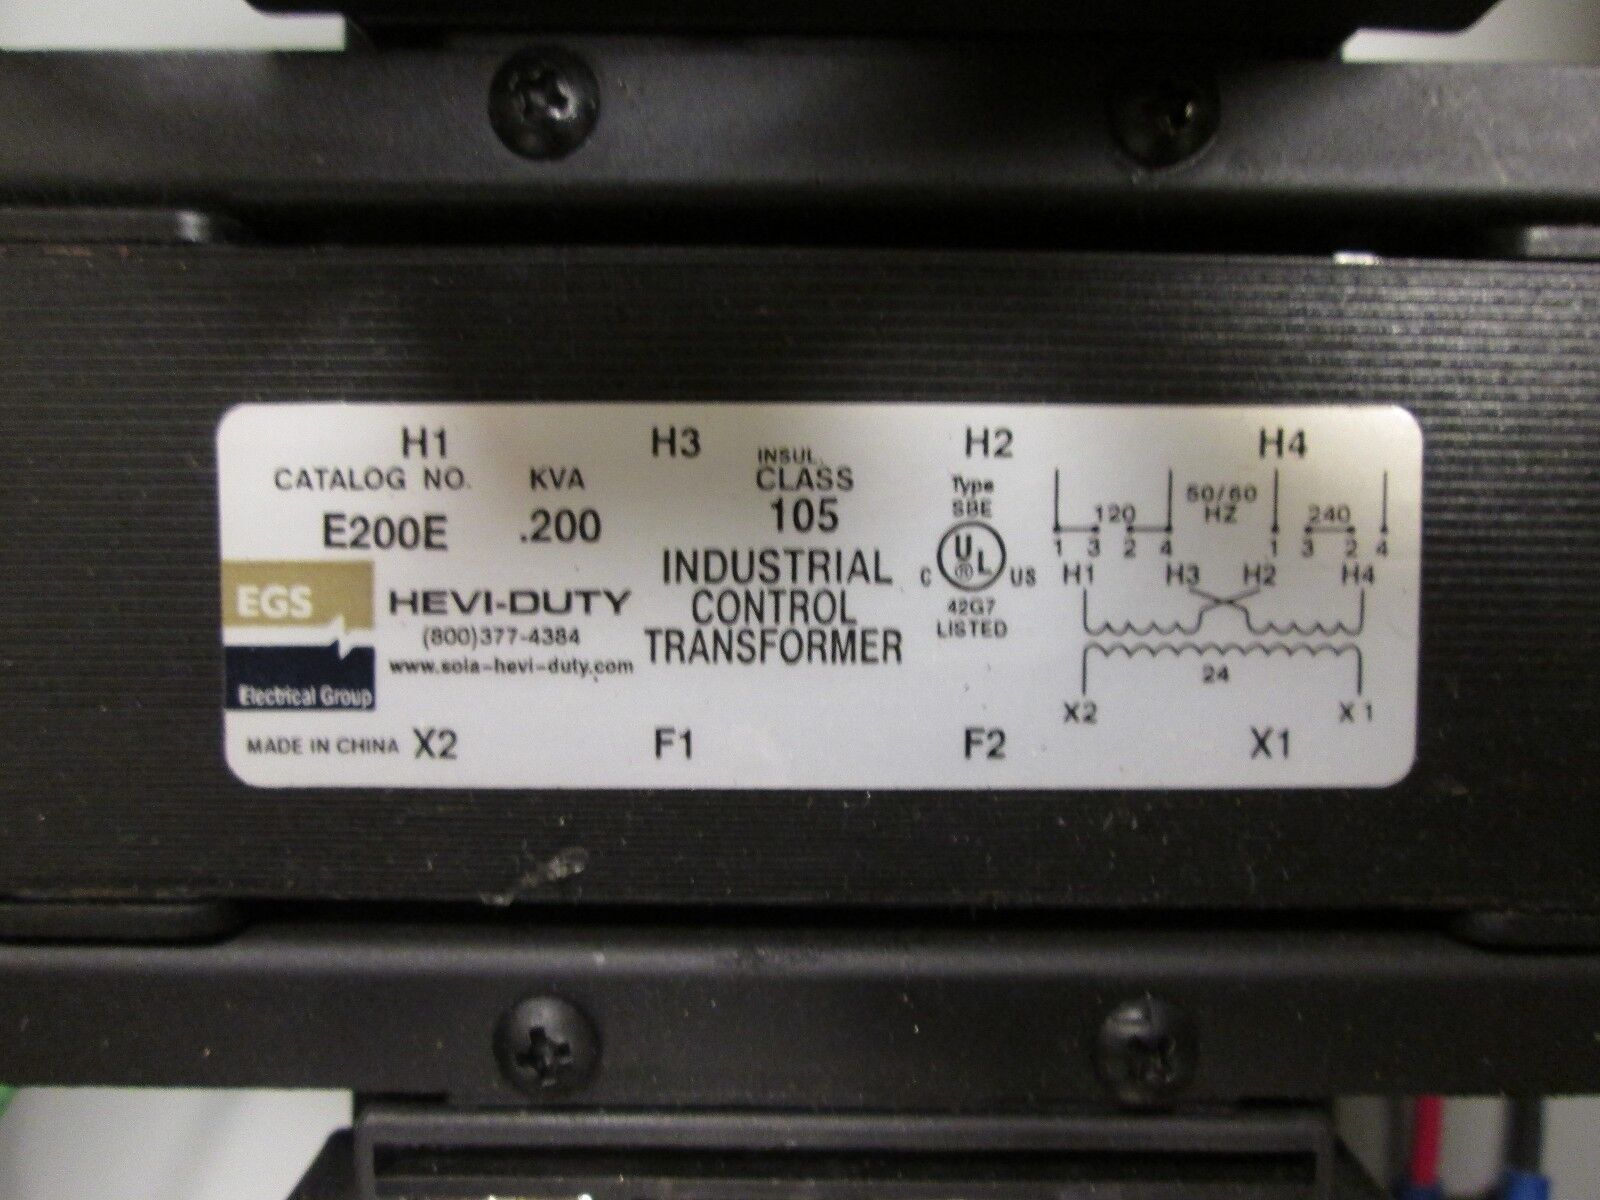 H1 H3 H2 H4
CATALOG NO. KVA INSUL. CLASS
E200E .200 105
Type
SBE
INDUSTRIAL
CONTROL
TRANSFORMER
EGS
Electrical Group
HEVI-DUTY
(800)377-4384
www.sola-hevi-duty.com
C UL ® US
42G7
LISTED
120 50/60 HZ 240
1 3 2 4 1 3 2 4
H1 H3 H2 H4
24
X2 X1
MADE IN CHINA X2 F1 F2 X1